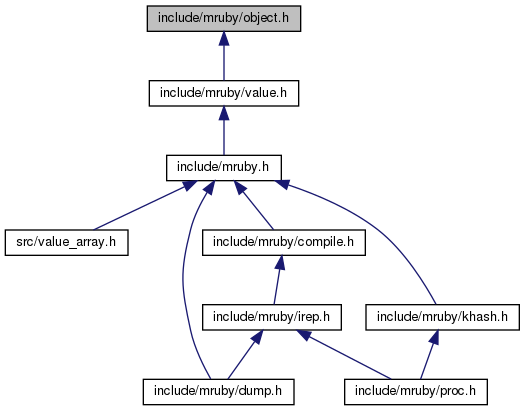 include/mruby/object.h
include/mruby/value.h
include/mruby.h
src/value_array.h
include/mruby/compile.h
include/mruby/irep.h
include/mruby/khash.h
include/mruby/dump.h
include/mruby/proc.h